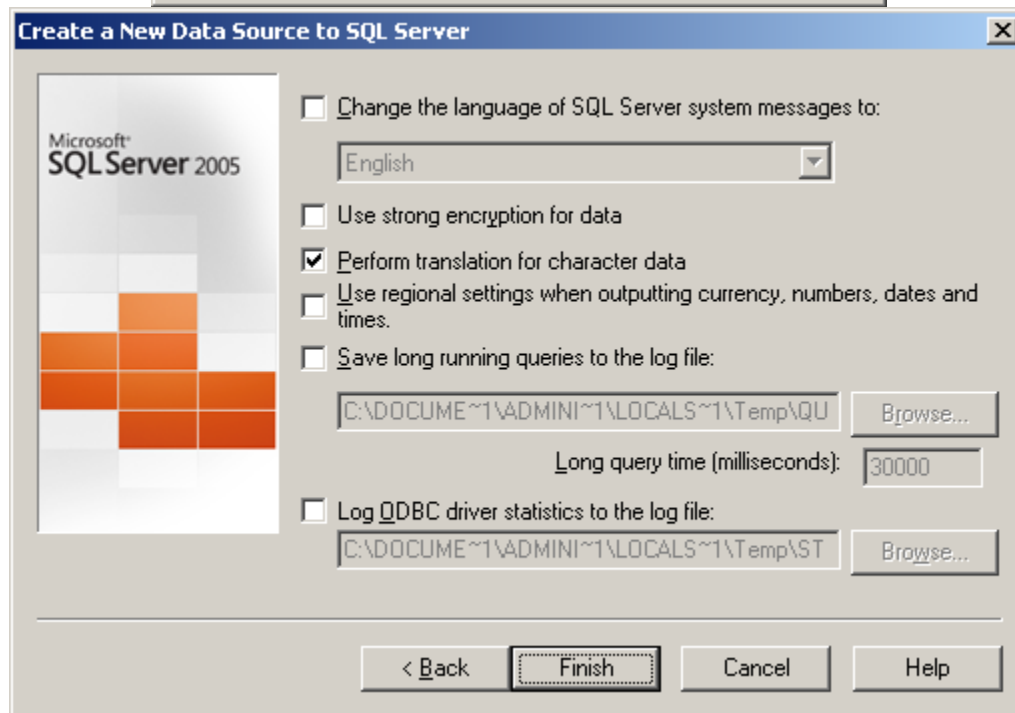 Create a New Data Source to SQL Server
Microsoft®
SQL Server 2005
Change the language of SQL Server system messages to:
English
Use strong encryption for data
Perform translation for character data
Use regional settings when outputting currency, numbers, dates and
times.
Save long running queries to the log file:
C:\DOCUME~1\ADMINI~1\LOCALS~1\Temp\QU
Browse...
Long query time (milliseconds):
30000
Log ODBC driver statistics to the log file:
C:\DOCUME~1\ADMINI~1\LOCALS~1\Temp\ST
Browse...
< Back
Finish
Cancel
Help